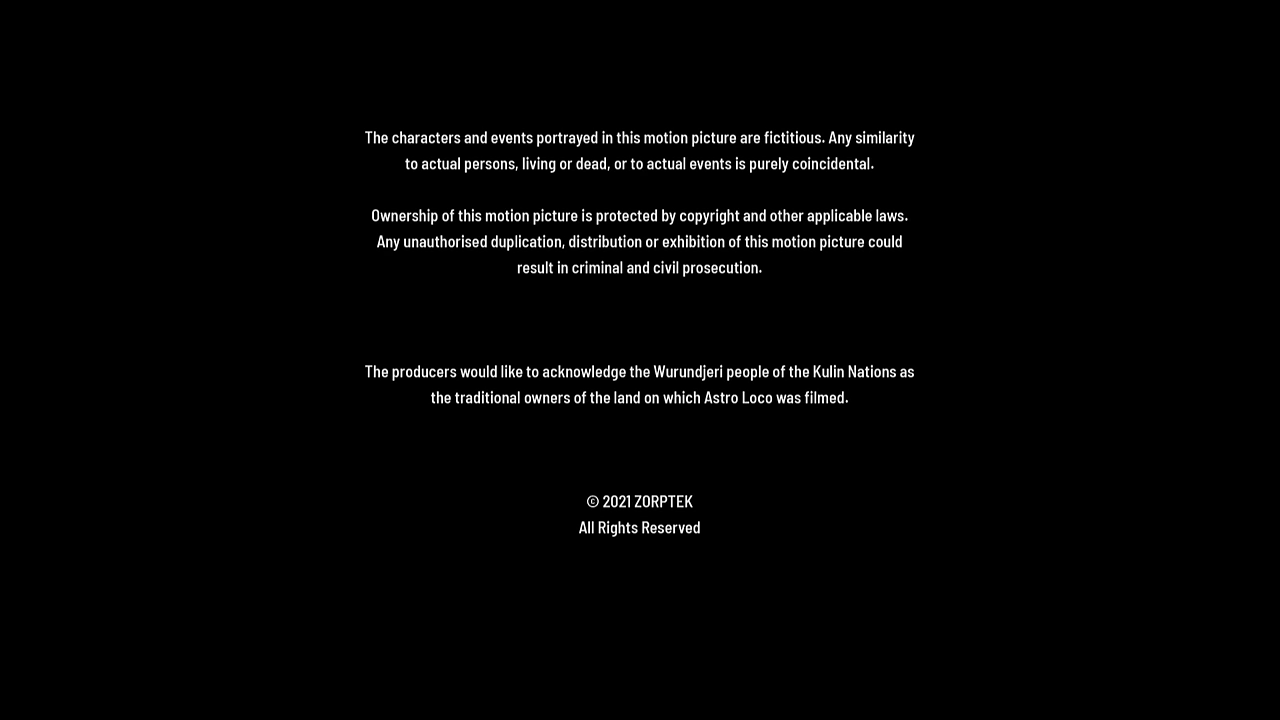 The characters and events portrayed in this motion picture are fictitious. Any similarity
to actual persons, living or dead, or to actual events is purely coincidental.
Ownership of this motion picture is protected by copyright and other applicable laws.
Any unauthorised duplication, distribution or exhibition of this motion picture could
result in criminal and civil prosecution.
The producers would like to acknowledge the Wurundjeri people of the Kulin Nations as
the traditional owners of the land on which Astro Loco was filmed.
© 2021 ZORPTEK
All Rights Reserved